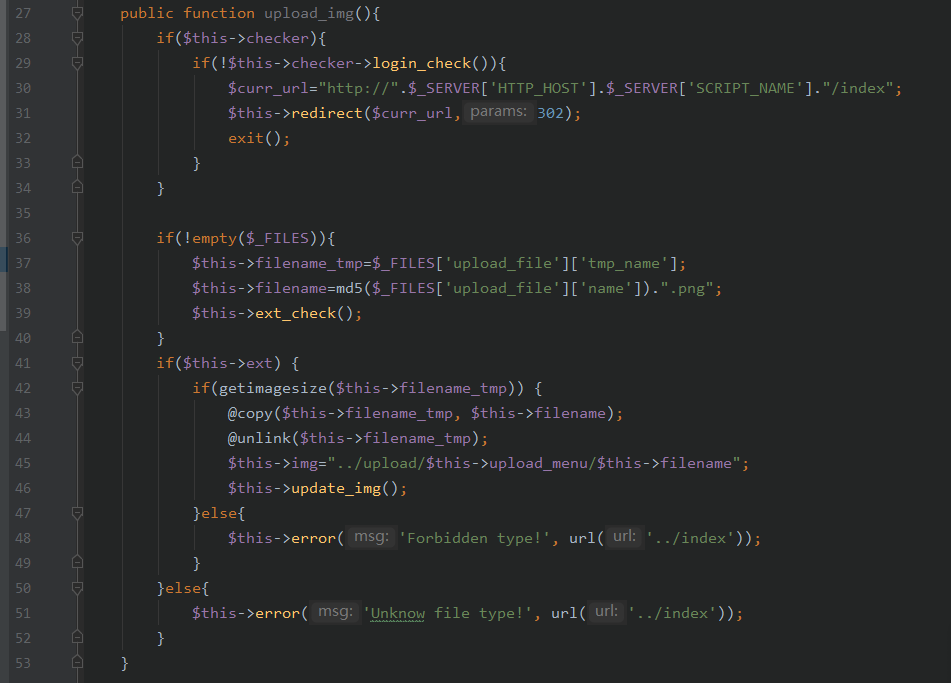 27 public function upload_img(){
28 if($this->checker){
29 if(!$this->checker->login_check()){
30 $curr_url="http://".$_SERVER['HTTP_HOST'].$_SERVER['SCRIPT_NAME']."/index";
31 $this->redirect($curr_url, params: 302);
32 exit();
33 }
34 }
35
36 if(!empty($_FILES)){
37 $this->filename_tmp=$_FILES['upload_file']['tmp_name'];
38 $this->filename=md5($_FILES['upload_file']['name']).".png";
39 $this->ext_check();
40 }
41 if($this->ext) {
42 if(getimagesize($this->filename_tmp)) {
43 @copy($this->filename_tmp, $this->filename);
44 @unlink($this->filename_tmp);
45 $this->img="../upload/$this->upload_menu/$this->filename";
46 $this->update_img();
47 }else{
48 $this->error( msg: 'Forbidden type!', url( url: '../index'));
49 }
50 }else{
51 $this->error( msg: 'Unknow file type!', url( url: '../index'));
52 }
53 }